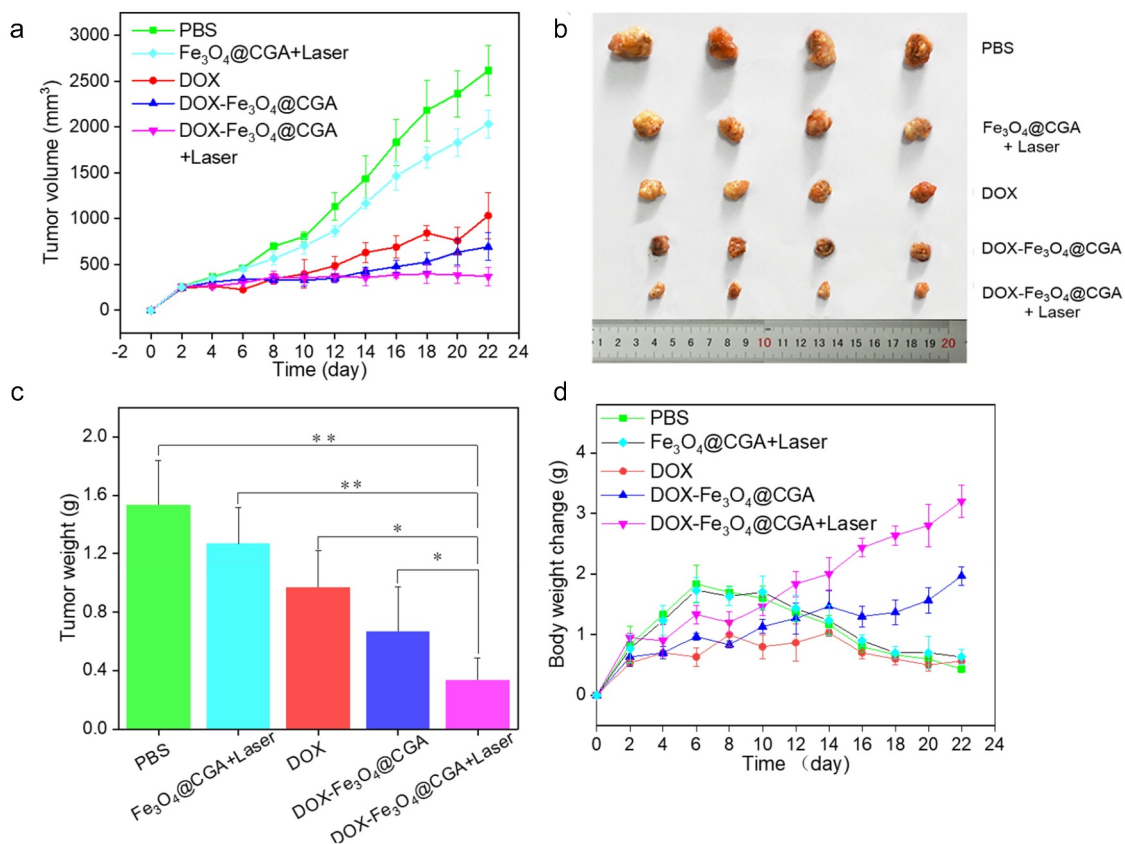 a
3000
2500
2000
1500
1000
500
0
Tumor volume (mm³)
PBS
Fe₃O₄@CGA+Laser
DOX
DOX-Fe₃O₄@CGA
DOX-Fe₃O₄@CGA
+Laser
-2 0 2 4 6 8 10 12 14 16 18 20 22 24
Time (day)
b
PBS
Fe₃O₄@CGA
+ Laser
DOX
DOX-Fe₃O₄@CGA
DOX-Fe₃O₄@CGA
+ Laser
1 2 3 4 5 6 7 8 9 10 11 12 13 14 15 16 17 18 19 20
c
2.0
1.6
1.2
0.8
0.4
0.0
Tumor weight (g)
**
**
*
*
PBS
Fe₃O₄@CGA+Laser
DOX
DOX-Fe₃O₄@CGA
DOX-Fe₃O₄@CGA+Laser
d
4
3
2
1
0
Body weight change (g)
PBS
Fe₃O₄@CGA+Laser
DOX
DOX-Fe₃O₄@CGA
DOX-Fe₃O₄@CGA+Laser
0 2 4 6 8 10 12 14 16 18 20 22 24
Time （day)